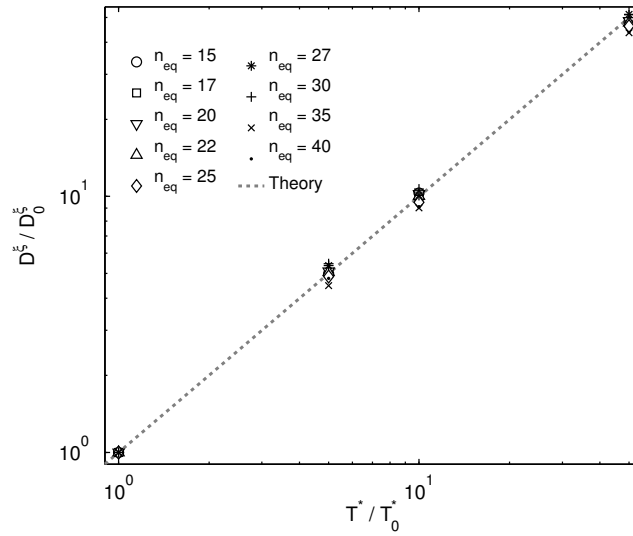 n_eq = 15
n_eq = 17
n_eq = 20
n_eq = 22
n_eq = 25
n_eq = 27
n_eq = 30
n_eq = 35
n_eq = 40
Theory
10^1
10^0
D^ξ / D_0^ξ
10^0
10^1
T^* / T_0^*